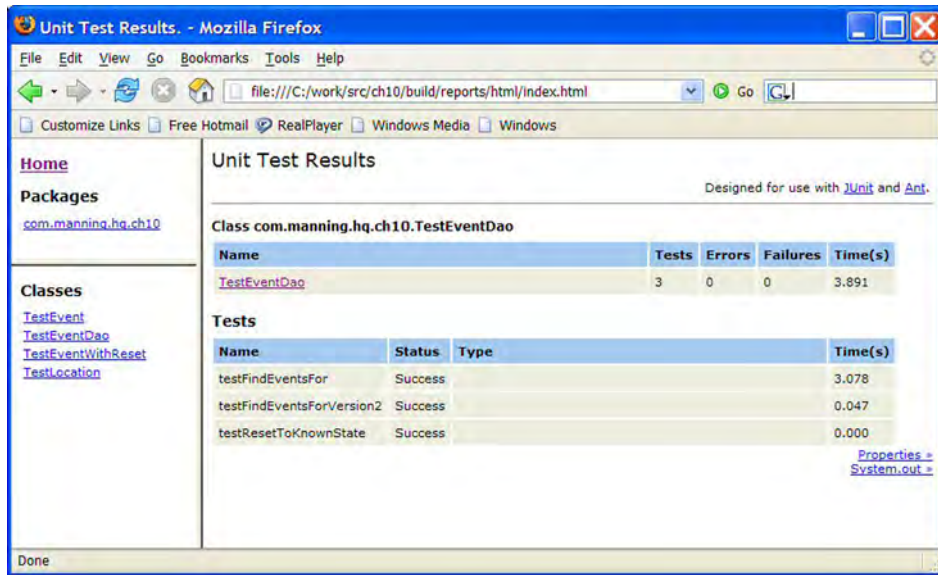 Unit Test Results. - Mozilla Firefox
File Edit View Go Bookmarks Tools Help
file:///C:/work/src/ch10/build/reports/html/index.html Go G
Customize Links Free Hotmail RealPlayer Windows Media Windows
Home
Packages
com.manning.hq.ch10
Classes
TestEvent
TestEventDao
TestEventWithReset
TestLocation
Unit Test Results
Designed for use with JUnit and Ant.
Class com.manning.hq.ch10.TestEventDao
Name Tests Errors Failures Time(s)
TestEventDao 3 0 0 3.891
Tests
Name Status Type Time(s)
testFindEventsFor Success 3.078
testFindEventsForVersion2 Success 0.047
testResetToKnownState Success 0.000
Properties »
System.out »
Done